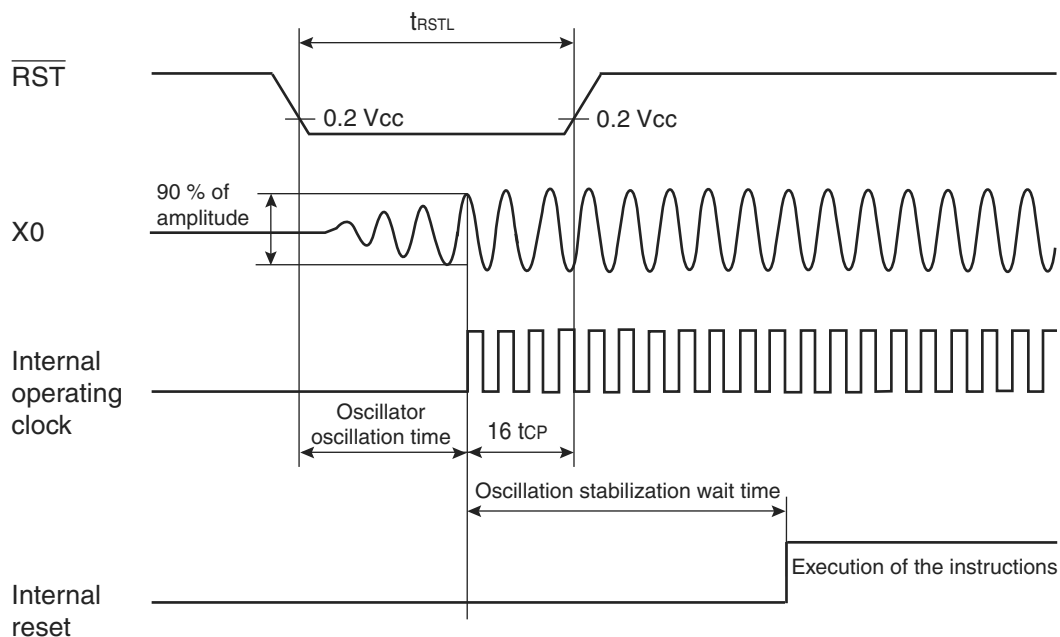 tRSTL
RST
0.2 Vcc
0.2 Vcc
90 % of
amplitude
X0
Internal
operating
clock
Oscillator
oscillation time
16 tCP
Oscillation stabilization wait time
Execution of the instructions
Internal
reset